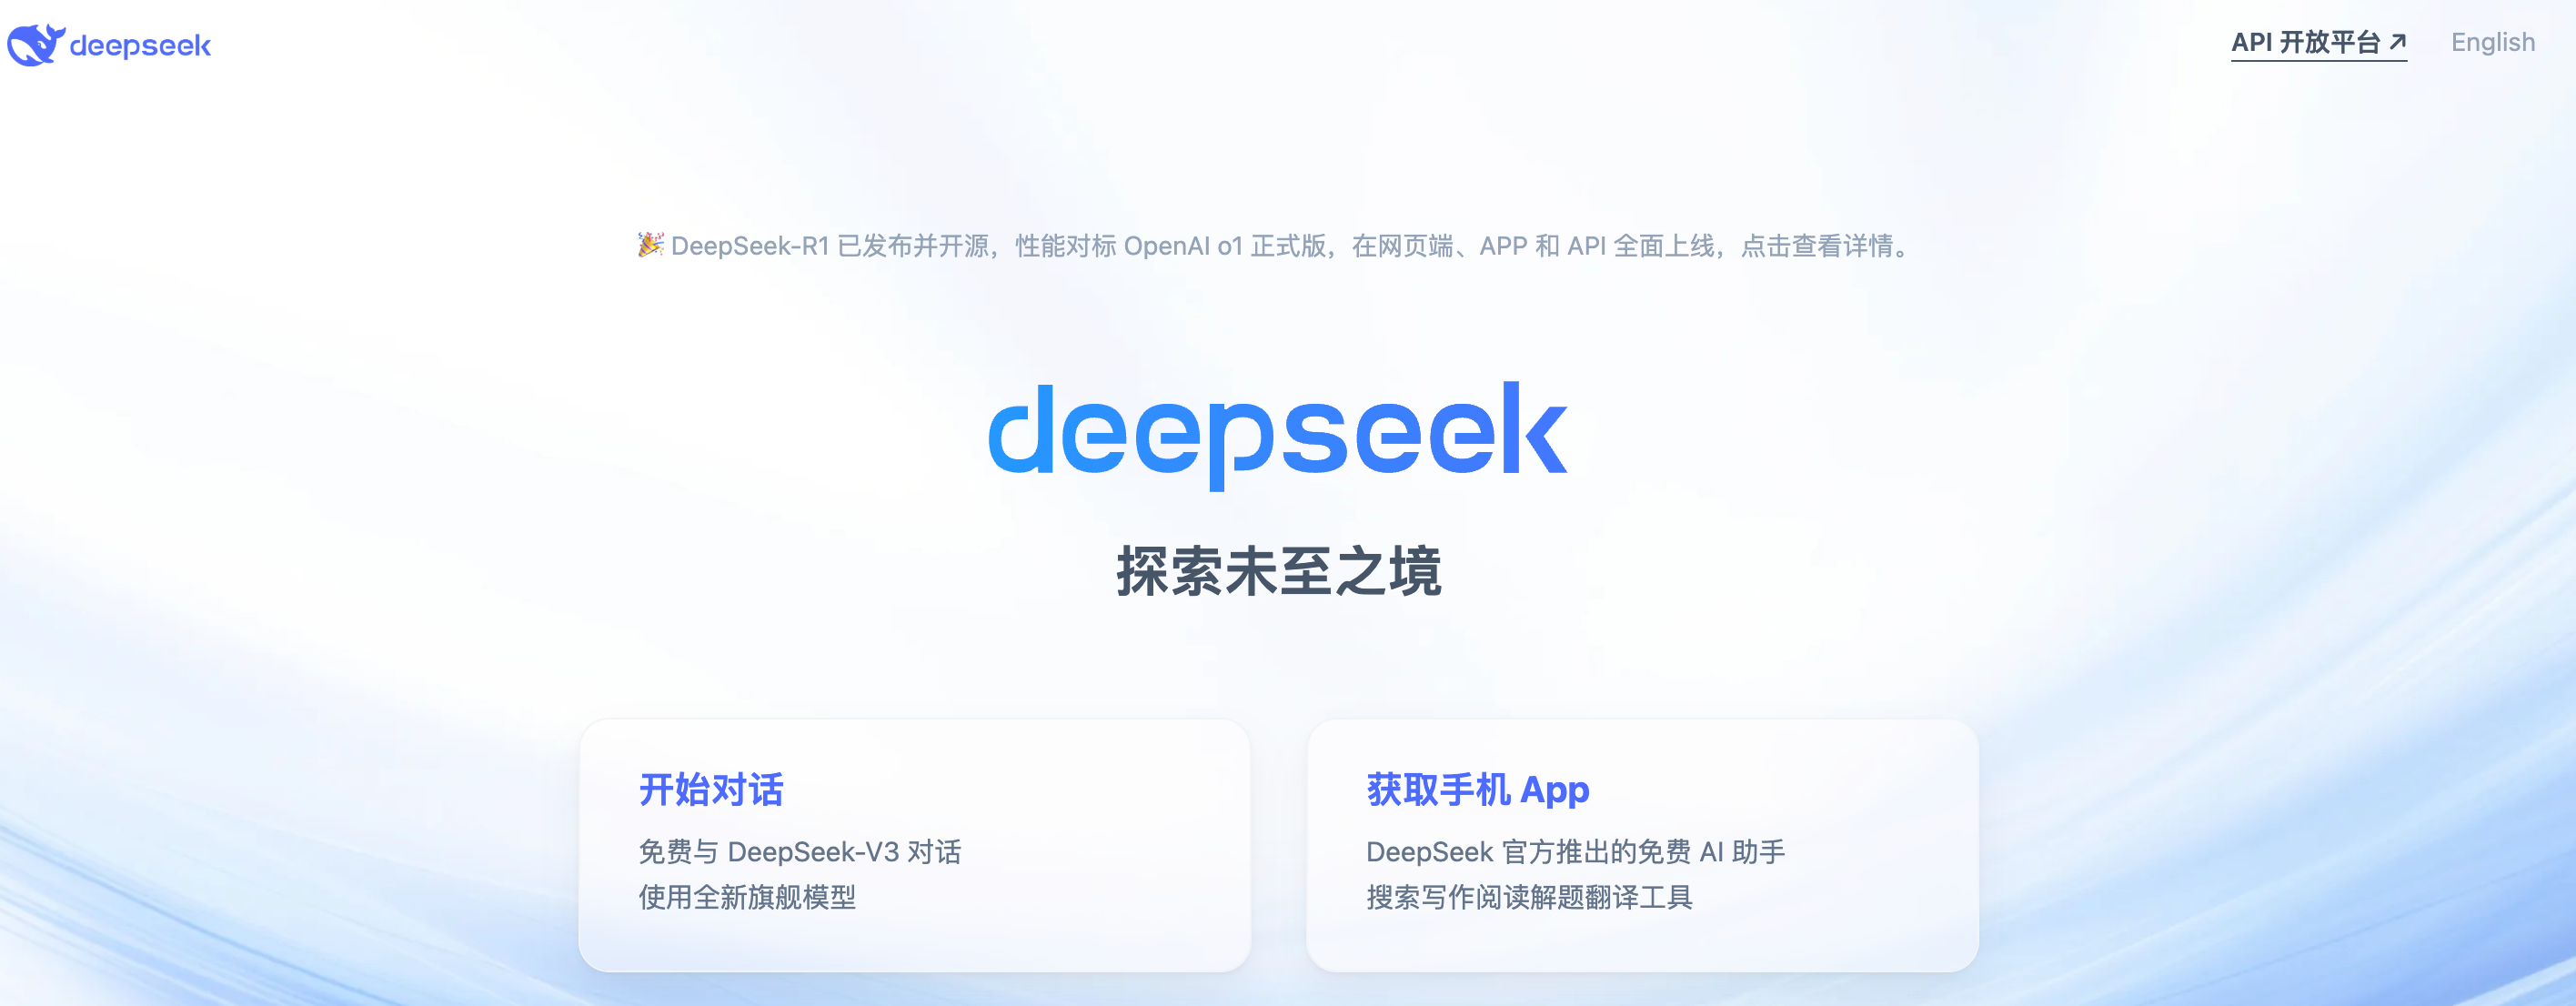 deepseek
API 开放平台 ↗
English
🎉 DeepSeek-R1 已发布并开源，性能对标 OpenAI o1 正式版，在网页端、APP 和 API 全面上线，点击查看详情。
deepseek
探索未至之境
开始对话
免费与 DeepSeek-V3 对话
使用全新旗舰模型
获取手机 App
DeepSeek 官方推出的免费 AI 助手
搜索写作阅读解题翻译工具